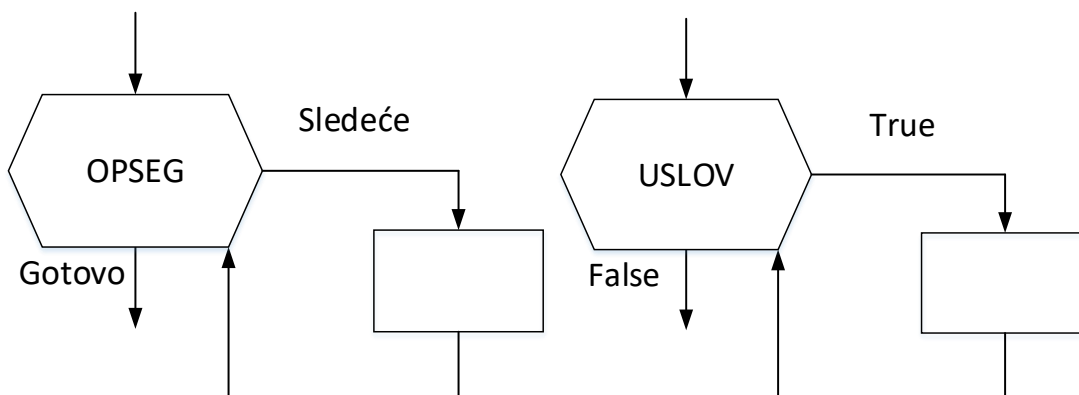 Sledeće
OPSEG
Gotovo
True
USLOV
False